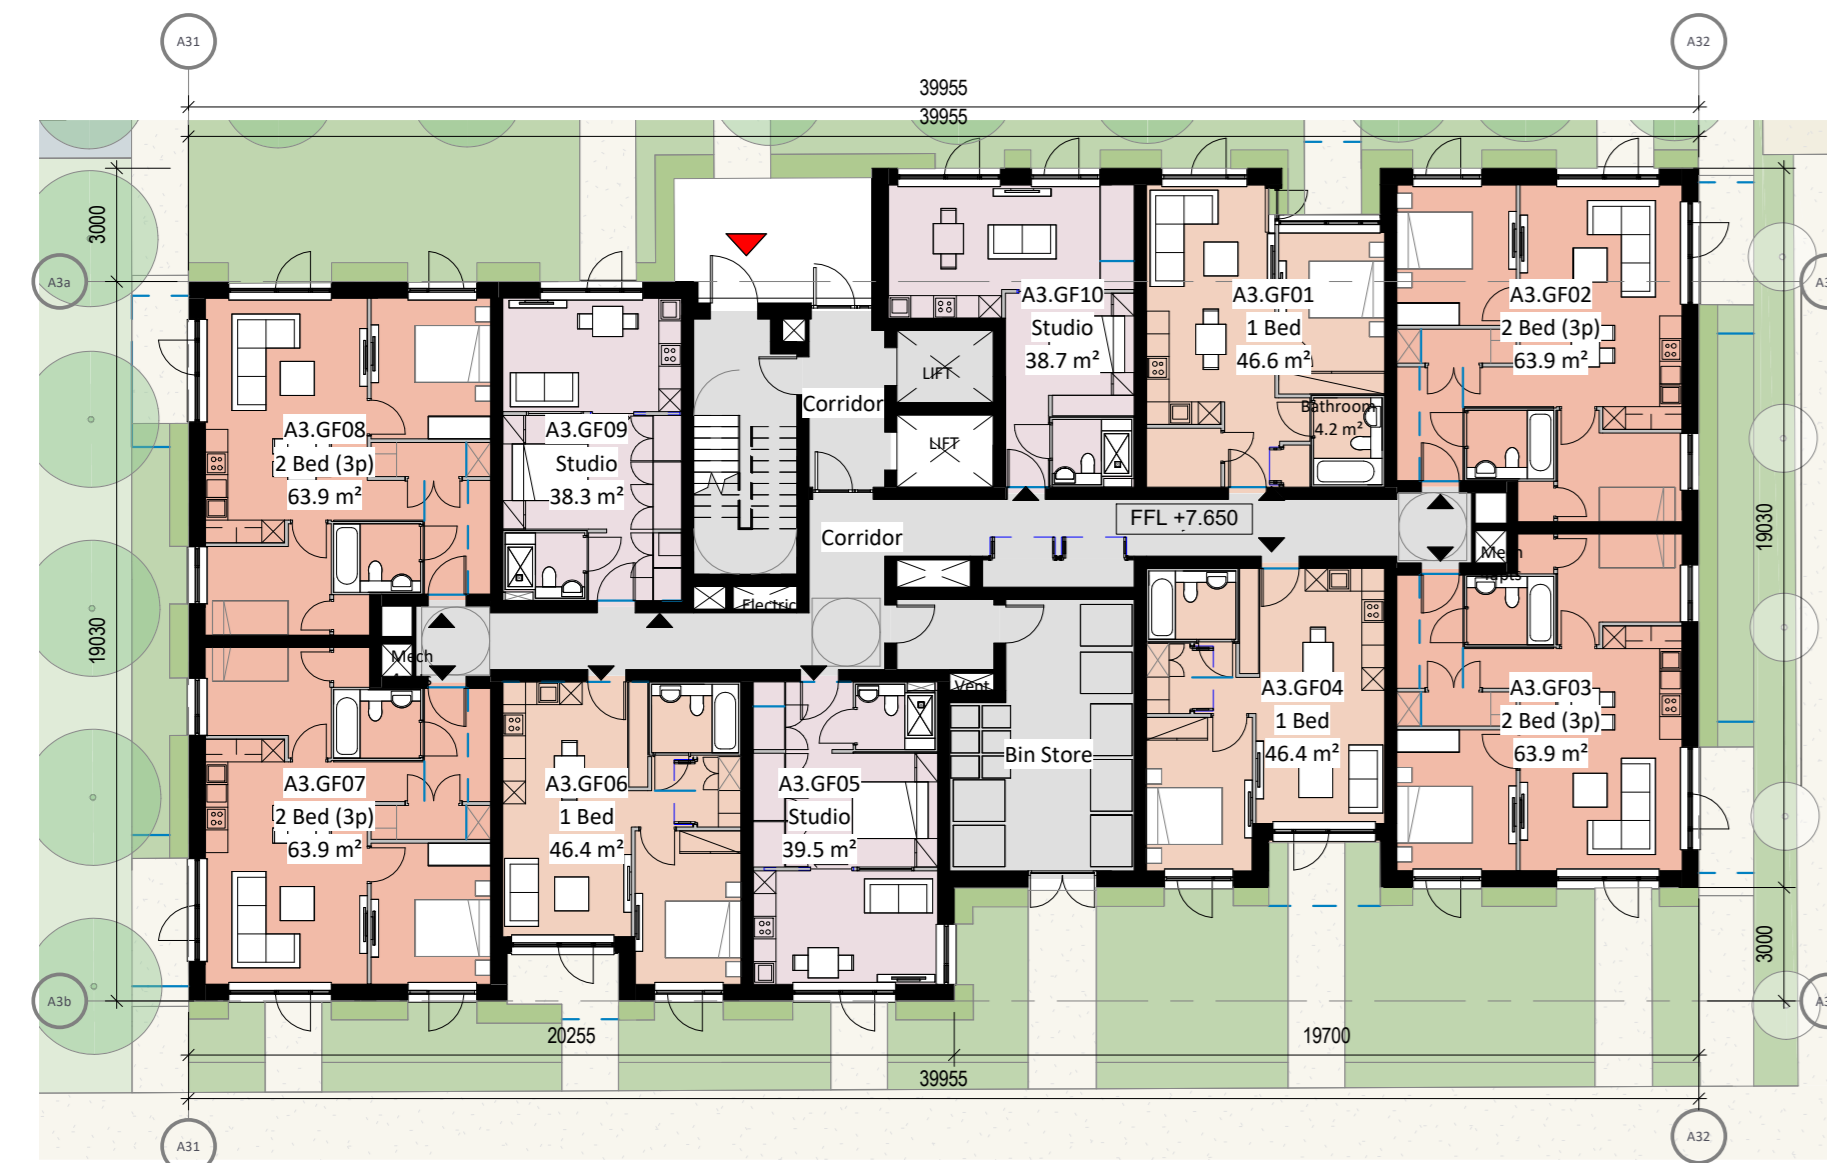 A31
A32
39955
39955
3000
A3a
A3
A3.GF10
Studio
38.7 m²
A3.GF01
1 Bed
46.6 m²
A3.GF02
2 Bed (3p)
63.9 m²
LIFT
Corridor
Bathroom
4.2 m²
A3.GF08
2 Bed (3p)
63.9 m²
A3.GF09
Studio
38.3 m²
LIFT
FFL +7.650
Corridor
19030
Mech
4apts
Electric
19030
Mech
Vent
A3.GF04
1 Bed
46.4 m²
A3.GF03
2 Bed (3p)
63.9 m²
Bin Store
A3.GF07
2 Bed (3p)
63.9 m²
A3.GF06
1 Bed
46.4 m²
A3.GF05
Studio
39.5 m²
3000
A3b
A3
20255
19700
39955
A31
A32